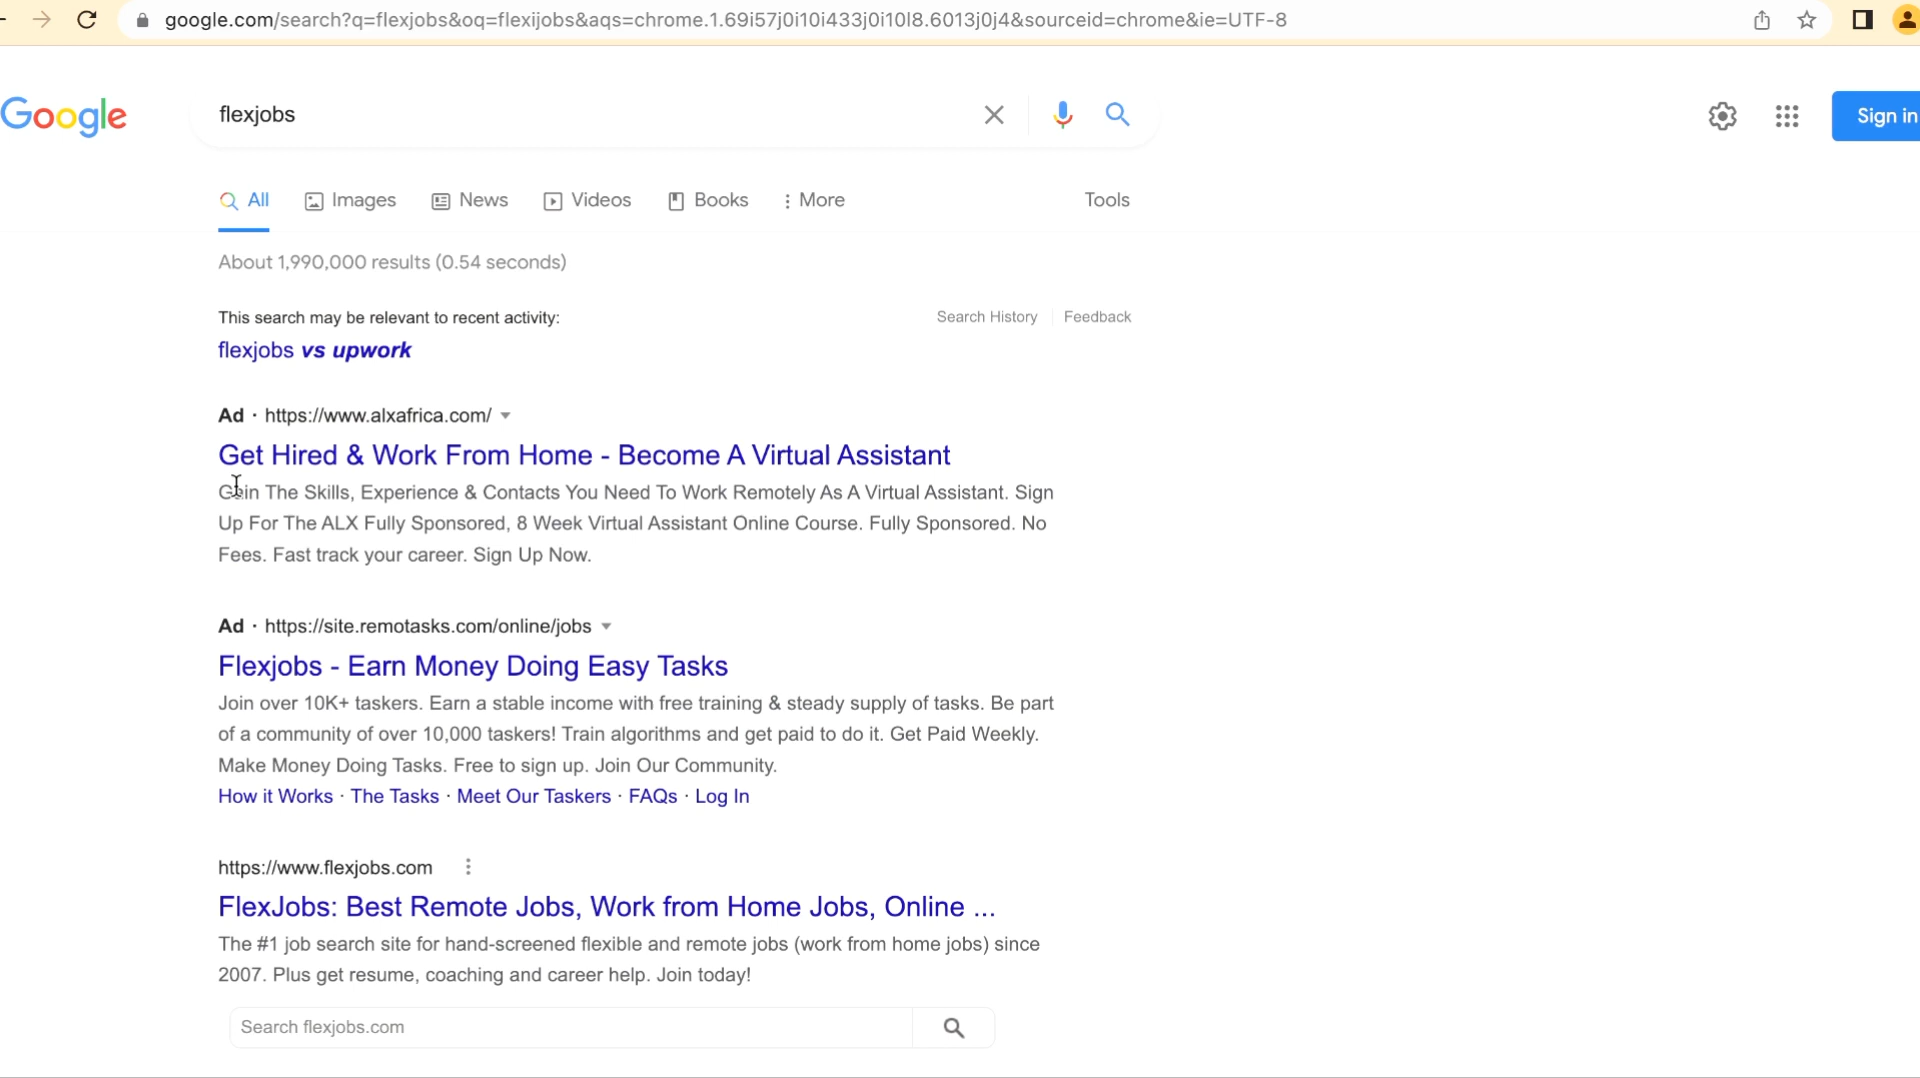 google.com/search?q=flexjobs&oq=flexijobs&aqs=chrome.1.69i57j0i10i433j0i10l8.6013j0j4&sourceid=chrome&ie=UTF-8
Google
flexjobs
Sign in
All
Images
News
Videos
Books
More
Tools
About 1,990,000 results (0.54 seconds)
This search may be relevant to recent activity:
Search History
Feedback
flexjobs vs upwork
Ad · https://www.alxafrica.com/
Get Hired & Work From Home - Become A Virtual Assistant
Gain The Skills, Experience & Contacts You Need To Work Remotely As A Virtual Assistant. Sign
Up For The ALX Fully Sponsored, 8 Week Virtual Assistant Online Course. Fully Sponsored. No
Fees. Fast track your career. Sign Up Now.
Ad · https://site.remotasks.com/online/jobs
Flexjobs - Earn Money Doing Easy Tasks
Join over 10K+ taskers. Earn a stable income with free training & steady supply of tasks. Be part
of a community of over 10,000 taskers! Train algorithms and get paid to do it. Get Paid Weekly.
Make Money Doing Tasks. Free to sign up. Join Our Community.
How it Works · The Tasks · Meet Our Taskers · FAQs · Log In
https://www.flexjobs.com
FlexJobs: Best Remote Jobs, Work from Home Jobs, Online ...
The #1 job search site for hand-screened flexible and remote jobs (work from home jobs) since
2007. Plus get resume, coaching and career help. Join today!
Search flexjobs.com